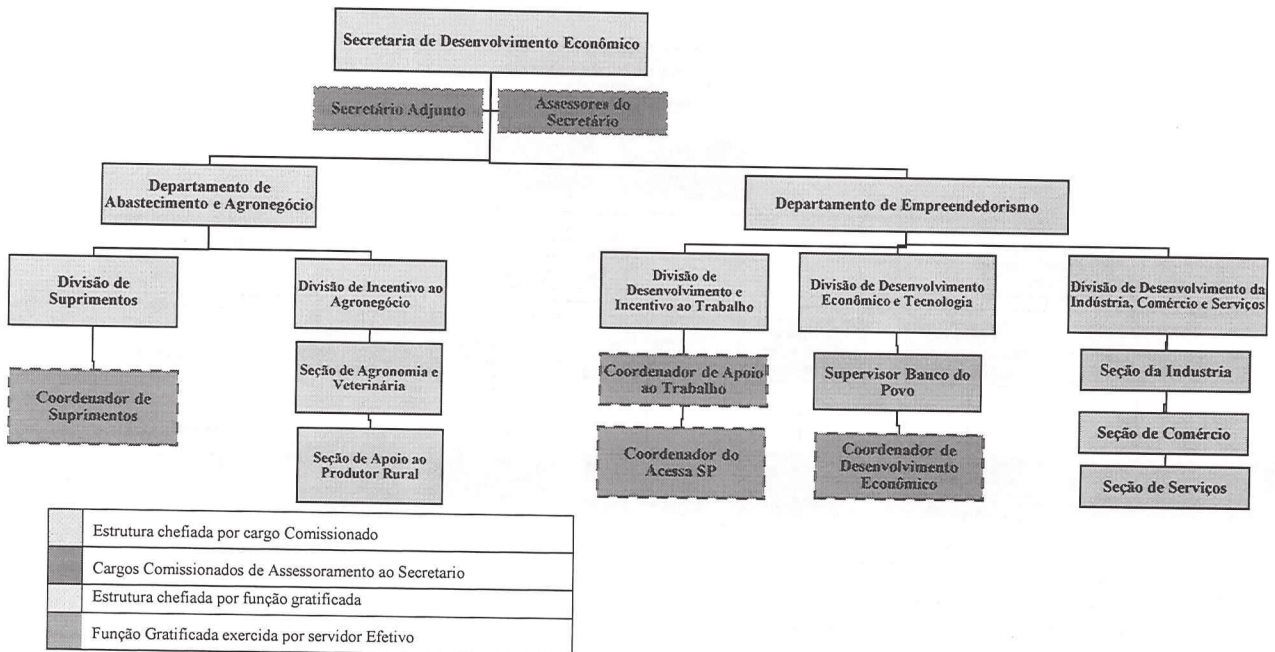 Secretaria de Desenvolvimento Econômico
Secretário Adjunto
Assessores do
Secretário
Departamento de
Abastecimento e Agronegócio
Departamento de Empreendedorismo
Divisão de
Suprimentos
Divisão de Incentivo ao
Agronegócio
Divisão de
Desenvolvimento e
Incentivo ao Trabalho
Divisão de Desenvolvimento
Econômico e Tecnologia
Divisão de Desenvolvimento da
Indústria, Comércio e Serviços
Coordenador de
Suprimentos
Seção de Agronomia e
Veterinária
Coordenador de Apoio
ao Trabalho
Supervisor Banco do
Povo
Seção da Industria
Seção de Apoio ao
Produtor Rural
Coordenador do
Acessa SP
Coordenador de
Desenvolvimento
Econômico
Seção de Comércio
Seção de Serviços
Estrutura chefiada por cargo Comissionado
Cargos Comissionados de Assessoramento ao Secretario
Estrutura chefiada por função gratificada
Função Gratificada exercida por servidor Efetivo